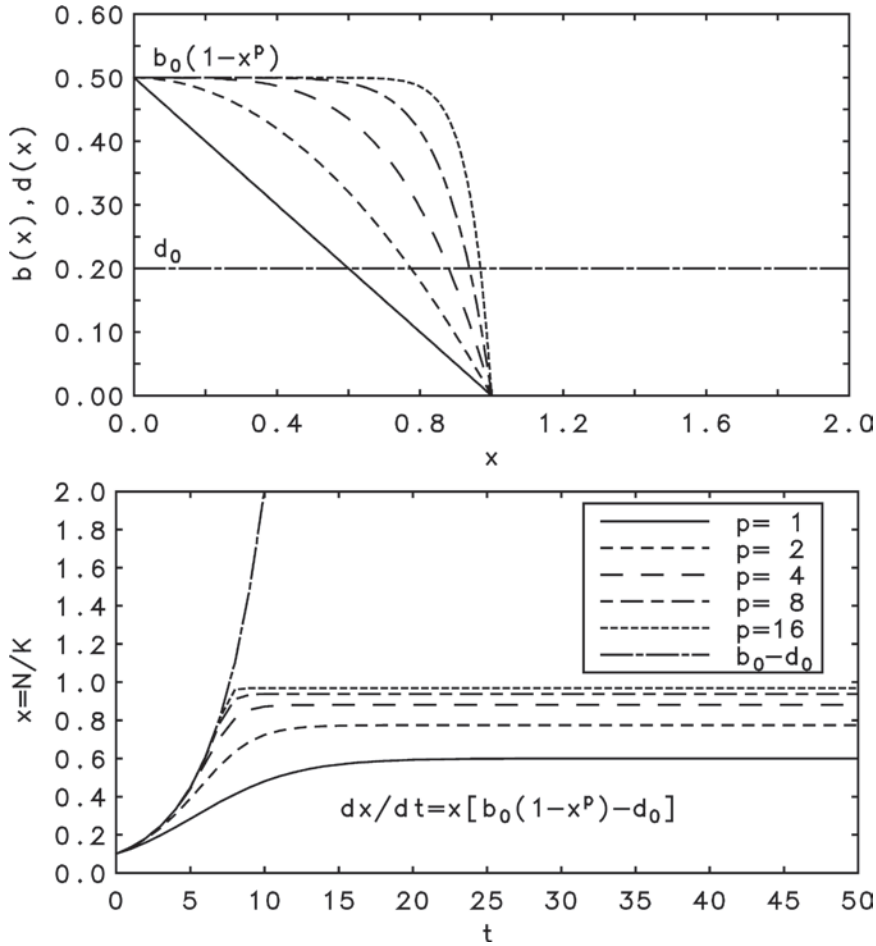 0.60
b₀(1−xᵖ)
0.50
0.40
b(x),d(x)
0.30
d₀
0.20
0.10
0.00
0.0 0.4 0.8 1.2 1.6 2.0
x
2.0
p= 1
1.8
p= 2
1.6
p= 4
1.4
p= 8
p=16
1.2
b₀−d₀
x=N/K
1.0
0.8
0.6
0.4
dx/dt=x[b₀(1−xᵖ)−d₀]
0.2
0.0
0 5 10 15 20 25 30 35 40 45 50
t